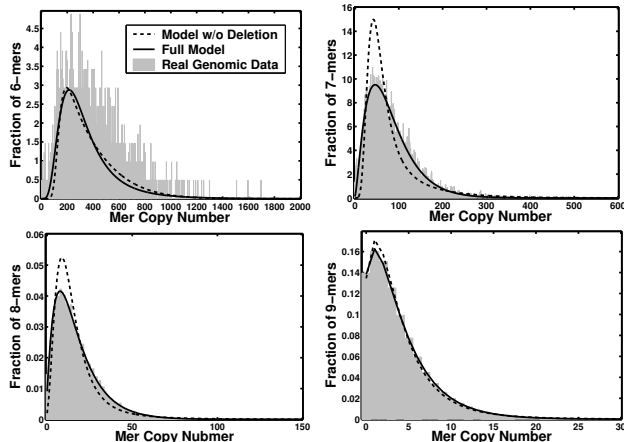 4.5
4
3.5
3
2.5
2
1.5
1
0.5
0
0 200 400 600 800 1000 1200 1400 1600 1800 2000
Fraction of 6-mers
Mer Copy Number
Model w/o Deletion
Full Model
Real Genomic Data
17
16
14
12
10
8
6
4
2
0
0 100 200 300 400 500 600
Fraction of 7-mers
Mer Copy Number
0.06
0.05
0.04
0.03
0.02
0.01
0
0 50 100 150
Fraction of 8-mers
Mer Copy Nubmer
0.16
0.14
0.12
0.10
0.08
0.06
0.04
0.02
0
0 5 10 15 20 25 30
Fraction of 9-mers
Mer Copy Number